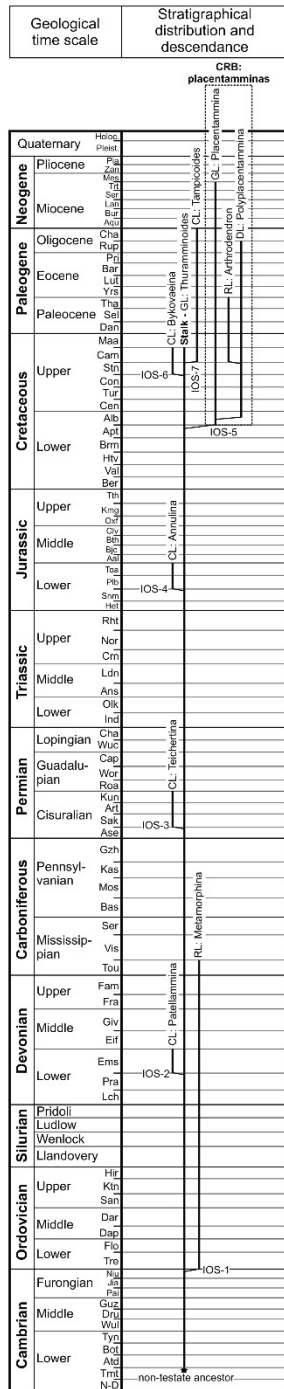 Geological
time scale
Stratigraphical
distribution and
descendance
CRB:
placentamminas
GL: Placentammina
DL: Polyplacentammina
RL: Arthrodendron
CL: Tampicoides
Stalk - GL: Thuramminoides
CL: Bykovaeina
Quaternary
Holoc.
Pleist.
Neogene
Pliocene
Pia
Zan
Miocene
Mes
Trt
Ser
Lan
Bur
Aqu
Paleogene
Oligocene
Cha
Rup
Eocene
Pri
Bar
Lut
Yrs
Paleocene
Tha
Sel
Dan
Cretaceous
Upper
Maa
Cam
Stn
Con
Tur
Cen
IOS-6
IOS-7
Lower
Alb
Apt
Brm
Htv
Val
Ber
IOS-5
Jurassic
Upper
Tth
Kmg
Oxf
Middle
Clv
Bth
Bjc
Aal
CL: Annulina
Lower
Toa
Plb
Snm
Het
IOS-4
Triassic
Upper
Rht
Nor
Crn
Middle
Ldn
Ans
Lower
Olk
Ind
Permian
Lopingian
Cha
Wuc
Guadalu-
pian
Cap
Wor
Roa
CL: Teichertina
Cisuralian
Kun
Art
Sak
Ase
IOS-3
Carboniferous
Pennsyl-
vanian
Gzh
Kas
Mos
Bas
Mississip-
pian
Ser
Vis
Tou
RL: Metamorphina
Devonian
Upper
Fam
Fra
Middle
Giv
Eif
CL: Patellammina
Lower
Ems
Pra
Lch
IOS-2
Silurian
Pridoli
Ludlow
Wenlock
Llandovery
Ordovician
Upper
Hir
Ktn
San
Middle
Dar
Dap
Lower
Flo
Tre
IOS-1
Cambrian
Furongian
Niu
Jia
Pai
Middle
Guz
Dru
Wul
Lower
Tyn
Bot
Atd
Tmt
N-D
non-testate ancestor